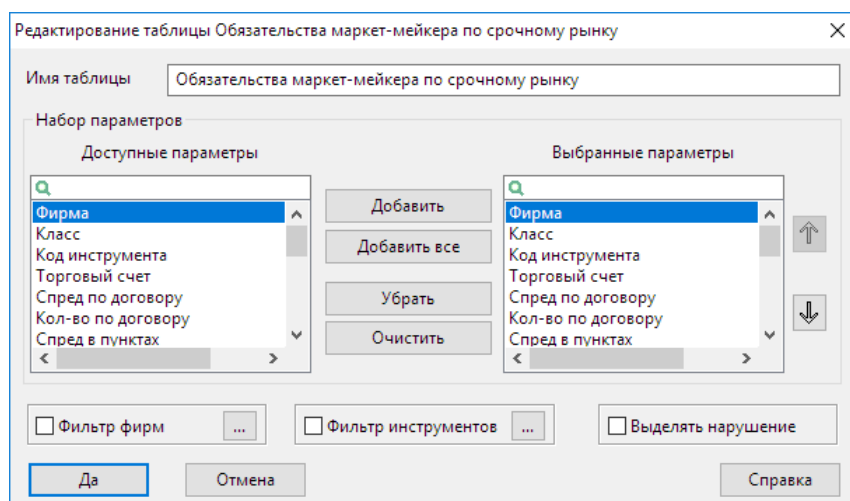 Редактирование таблицы Обязательства маркет-мейкера по срочному рынку
Имя таблицы
Обязательства маркет-мейкера по срочному рынку
Набор параметров
Доступные параметры
Фирма
Класс
Код инструмента
Торговый счет
Спред по договору
Кол-во по договору
Спред в пунктах
Добавить
Добавить все
Убрать
Очистить
Выбранные параметры
Фирма
Класс
Код инструмента
Торговый счет
Спред по договору
Кол-во по договору
Спред в пунктах
Фильтр фирм ...
Фильтр инструментов ...
Выделять нарушение
Да
Отмена
Справка